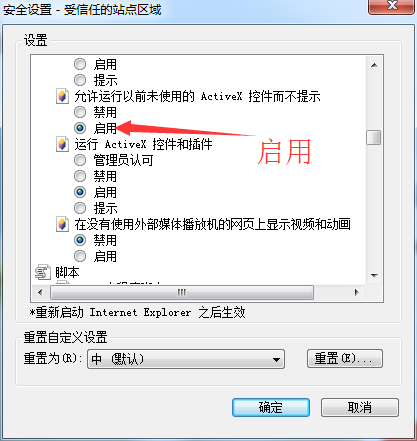 安全设置 - 受信任的站点区域
设置
启用
提示
允许运行以前未使用的 ActiveX 控件而不提示
禁用
启用
启用
运行 ActiveX 控件和插件
管理员认可
禁用
启用
提示
在没有使用外部媒体播放机的网页上显示视频和动画
禁用
启用
脚本
*重新启动 Internet Explorer 之后生效
重置自定义设置
重置为(R):
中 (默认)
重置(E)...
确定
取消